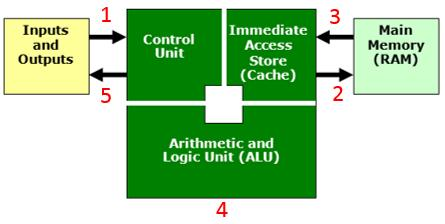 1
3
Inputs
and
Outputs
Control
Unit
Immediate
Access
Store
(Cache)
Main
Memory
(RAM)
5
2
Arithmetic and
Logic Unit (ALU)
4